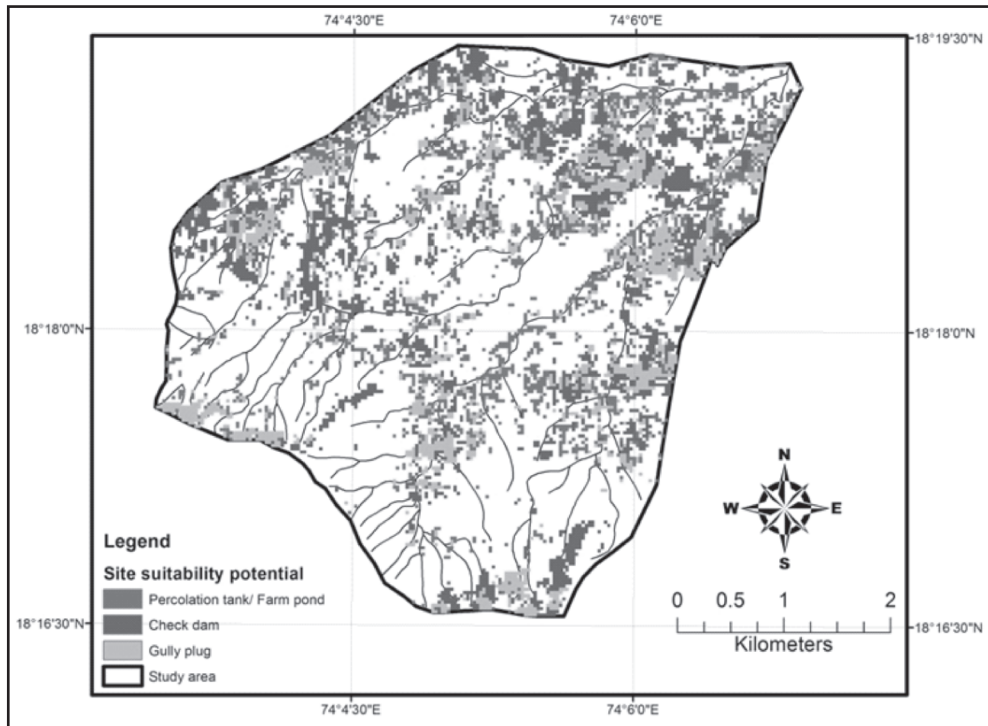 74°4'30"E 74°6'0"E
18°19'30"N
18°18'0"N 18°18'0"N
N
W E
S
Legend
Site suitability potential
Percolation tank/ Farm pond
Check dam
Gully plug
Study area
0 0.5 1 2
Kilometers
18°16'30"N 18°16'30"N
74°4'30"E 74°6'0"E